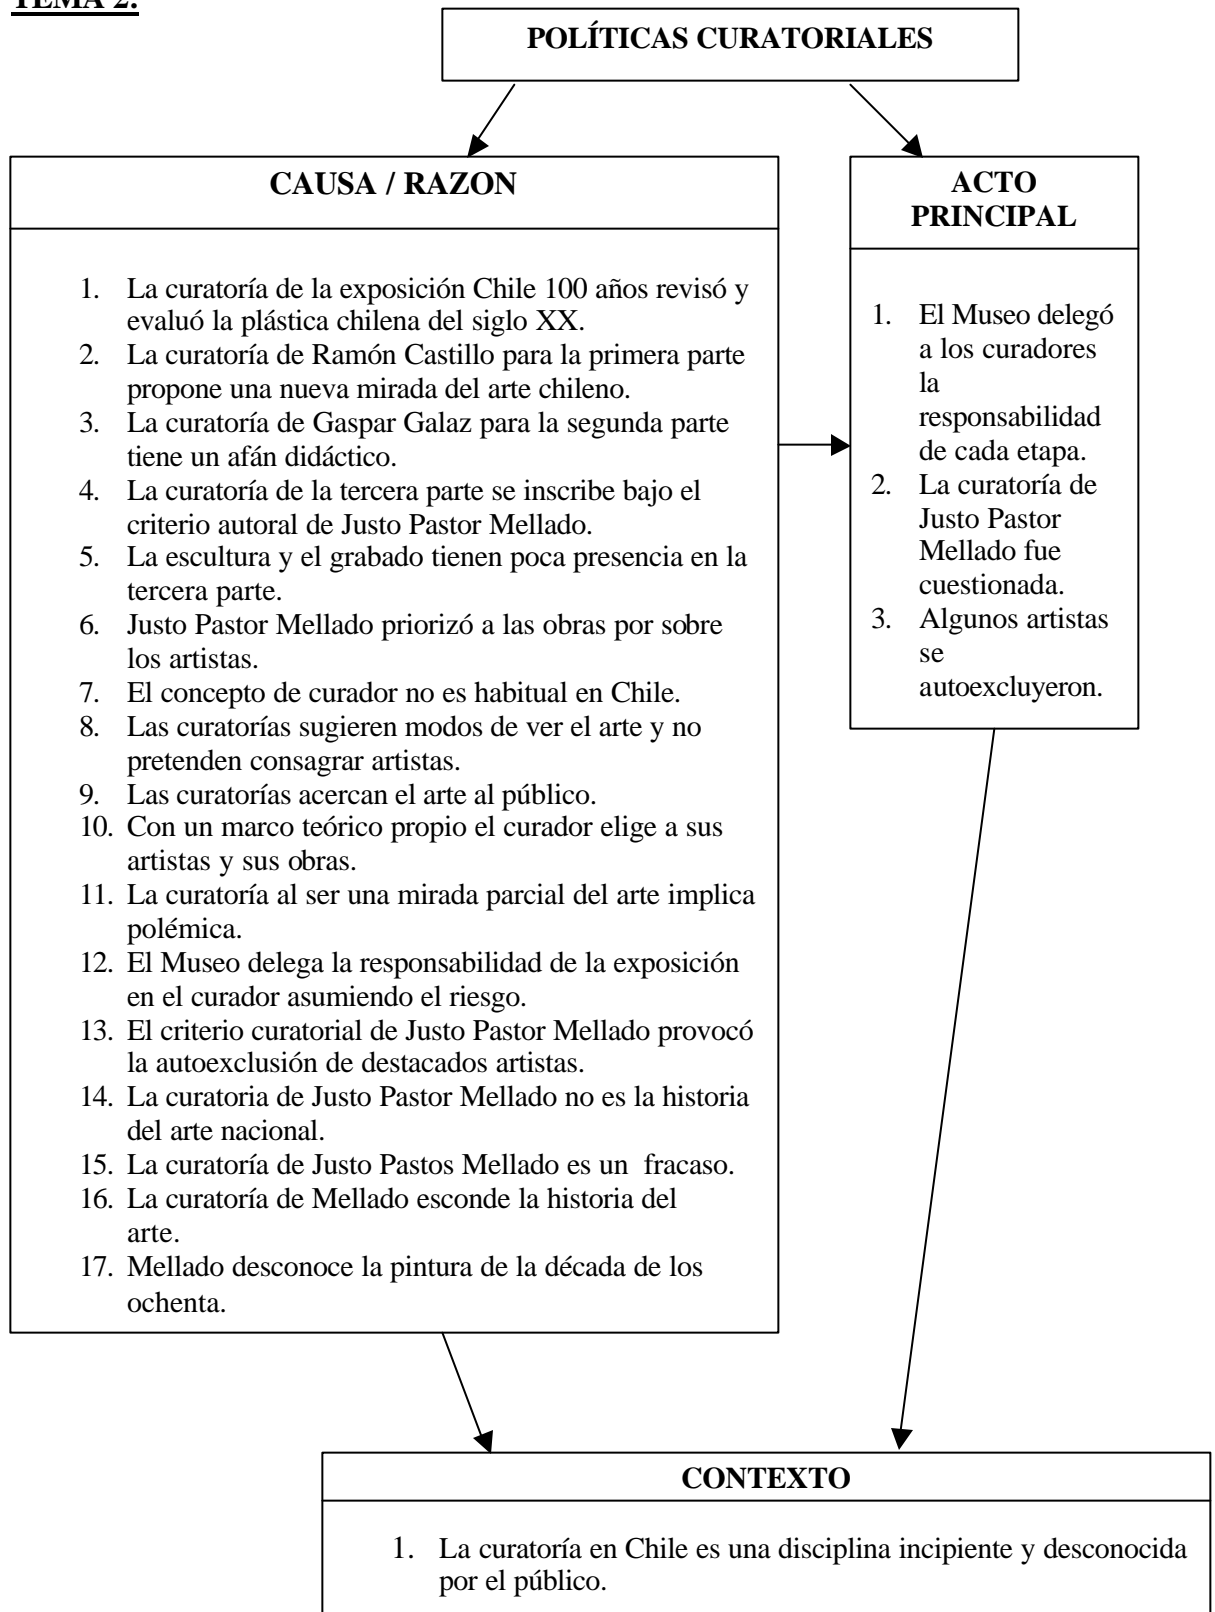 TEMA 2:
POLÍTICAS CURATORIALES
CAUSA / RAZON
1. La curatoría de la exposición Chile 100 años revisó y
evaluó la plástica chilena del siglo XX.
2. La curatoría de Ramón Castillo para la primera parte
propone una nueva mirada del arte chileno.
3. La curatoría de Gaspar Galaz para la segunda parte
tiene un afán didáctico.
4. La curatoría de la tercera parte se inscribe bajo el
criterio autoral de Justo Pastor Mellado.
5. La escultura y el grabado tienen poca presencia en la
tercera parte.
6. Justo Pastor Mellado priorizó a las obras por sobre
los artistas.
7. El concepto de curador no es habitual en Chile.
8. Las curatorías sugieren modos de ver el arte y no
pretenden consagrar artistas.
9. Las curatorías acercan el arte al público.
10. Con un marco teórico propio el curador elige a sus
artistas y sus obras.
11. La curatoría al ser una mirada parcial del arte implica
polémica.
12. El Museo delega la responsabilidad de la exposición
en el curador asumiendo el riesgo.
13. El criterio curatorial de Justo Pastor Mellado provocó
la autoexclusión de destacados artistas.
14. La curatoria de Justo Pastor Mellado no es la historia
del arte nacional.
15. La curatoría de Justo Pastos Mellado es un fracaso.
16. La curatoría de Mellado esconde la historia del
arte.
17. Mellado desconoce la pintura de la década de los
ochenta.
ACTO
PRINCIPAL
1. El Museo delegó
a los curadores
la
responsabilidad
de cada etapa.
2. La curatoría de
Justo Pastor
Mellado fue
cuestionada.
3. Algunos artistas
se
autoexcluyeron.
CONTEXTO
1. La curatoría en Chile es una disciplina incipiente y desconocida
por el público.